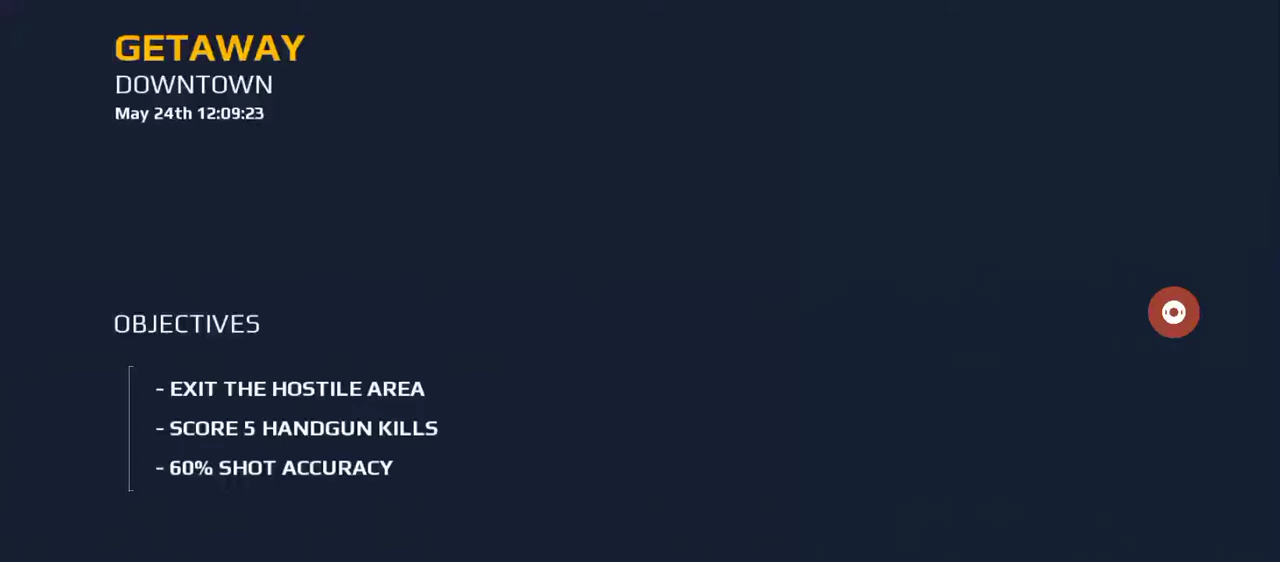 GETAWAY
DOWNTOWN
May 24th 12:09:23
OBJECTIVES
- EXIT THE HOSTILE AREA
- SCORE 5 HANDGUN KILLS
- 60% SHOT ACCURACY